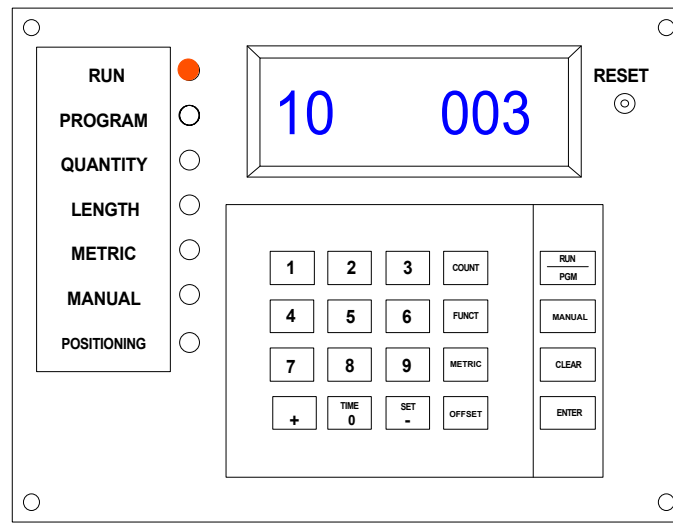 RUN
PROGRAM
QUANTITY
LENGTH
METRIC
MANUAL
POSITIONING
10 003
RESET
1 2 3 COUNT
4 5 6 FUNCT
7 8 9 METRIC
+ TIME 0 SET - OFFSET
RUN
PGM
MANUAL
CLEAR
ENTER